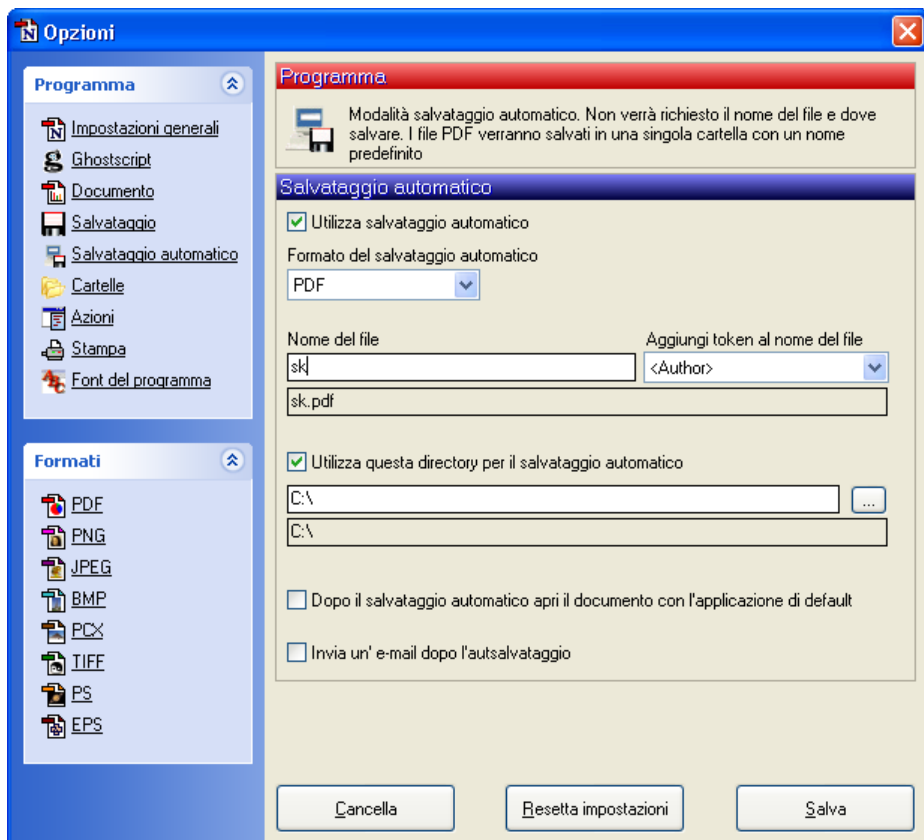 Opzioni
Programma
Impostazioni generali
Ghostscript
Documento
Salvataggio
Salvataggio automatico
Cartelle
Azioni
Stampa
Font del programma
Formati
PDF
PNG
JPEG
BMP
PCX
TIFF
PS
EPS
Programma
Modalità salvataggio automatico. Non verrà richiesto il nome del file e dove
salvare. I file PDF verranno salvati in una singola cartella con un nome
predefinito
Salvataggio automatico
Utilizza salvataggio automatico
Formato del salvataggio automatico
PDF
Nome del file
Aggiungi token al nome del file
sk
<Author>
sk.pdf
Utilizza questa directory per il salvataggio automatico
C:\
...
C:\
Dopo il salvataggio automatico apri il documento con l'applicazione di default
Invia un' e-mail dopo l'autsalvataggio
Cancella
Resetta impostazioni
Salva